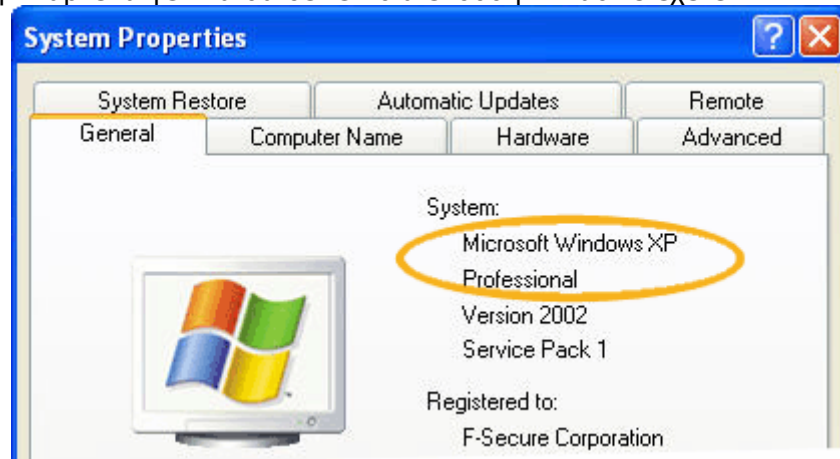 System Properties
System Restore Automatic Updates Remote
General Computer Name Hardware Advanced
System:
Microsoft Windows XP
Professional
Version 2002
Service Pack 1
Registered to:
F-Secure Corporation